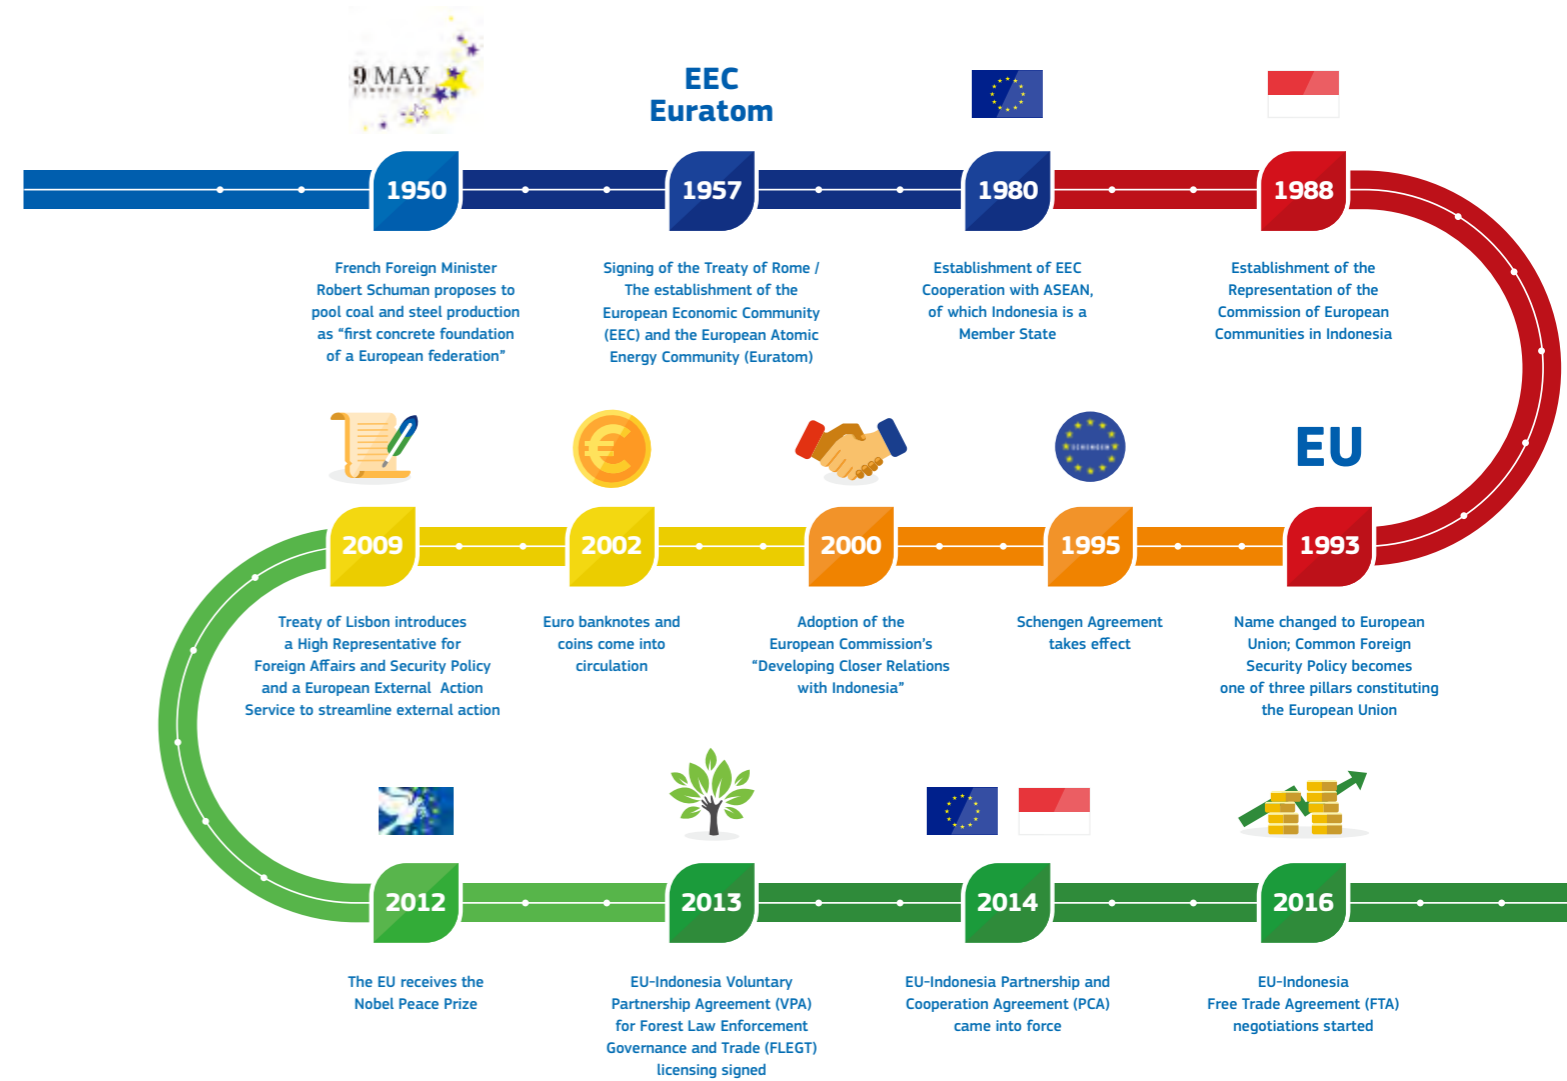 9 MAY
EEC
Euratom
1950
1957
1980
1988
French Foreign Minister
Robert Schuman proposes to
pool coal and steel production
as “first concrete foundation
of a European federation”
Signing of the Treaty of Rome /
The establishment of the
European Economic Community
(EEC) and the European Atomic
Energy Community (Euratom)
Establishment of EEC
Cooperation with ASEAN,
of which Indonesia is a
Member State
Establishment of the
Representation of the
Commission of European
Communities in Indonesia
SCHENGEN
EU
2009
2002
2000
1995
1993
Treaty of Lisbon introduces
a High Representative for
Foreign Affairs and Security Policy
and a European External Action
Service to streamline external action
Euro banknotes and
coins come into
circulation
Adoption of the
European Commission’s
“Developing Closer Relations
with Indonesia”
Schengen Agreement
takes effect
Name changed to European
Union; Common Foreign
Security Policy becomes
one of three pillars constituting
the European Union
2012
2013
2014
2016
The EU receives the
Nobel Peace Prize
EU-Indonesia Voluntary
Partnership Agreement (VPA)
for Forest Law Enforcement
Governance and Trade (FLEGT)
licensing signed
EU-Indonesia Partnership and
Cooperation Agreement (PCA)
came into force
EU-Indonesia
Free Trade Agreement (FTA)
negotiations started